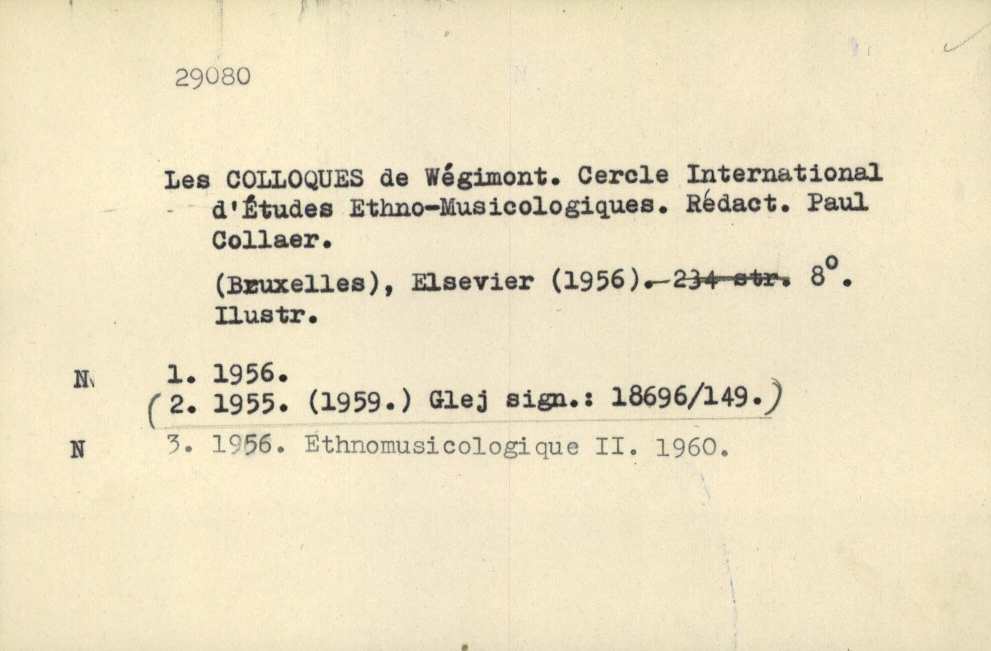 29080
Les COLLOQUES de Wégimont. Cercle International
d'Études Ethno-Musicologiques. Rédact. Paul
Collaer.
(Bruxelles), Elsevier (1956). 234 str. 8º.
Ilustr.
N 1. 1956.
(2. 1955. (1959.) Glej sign.: 18696/149.)
N 3. 1956. Ethnomusicologique II. 1960.